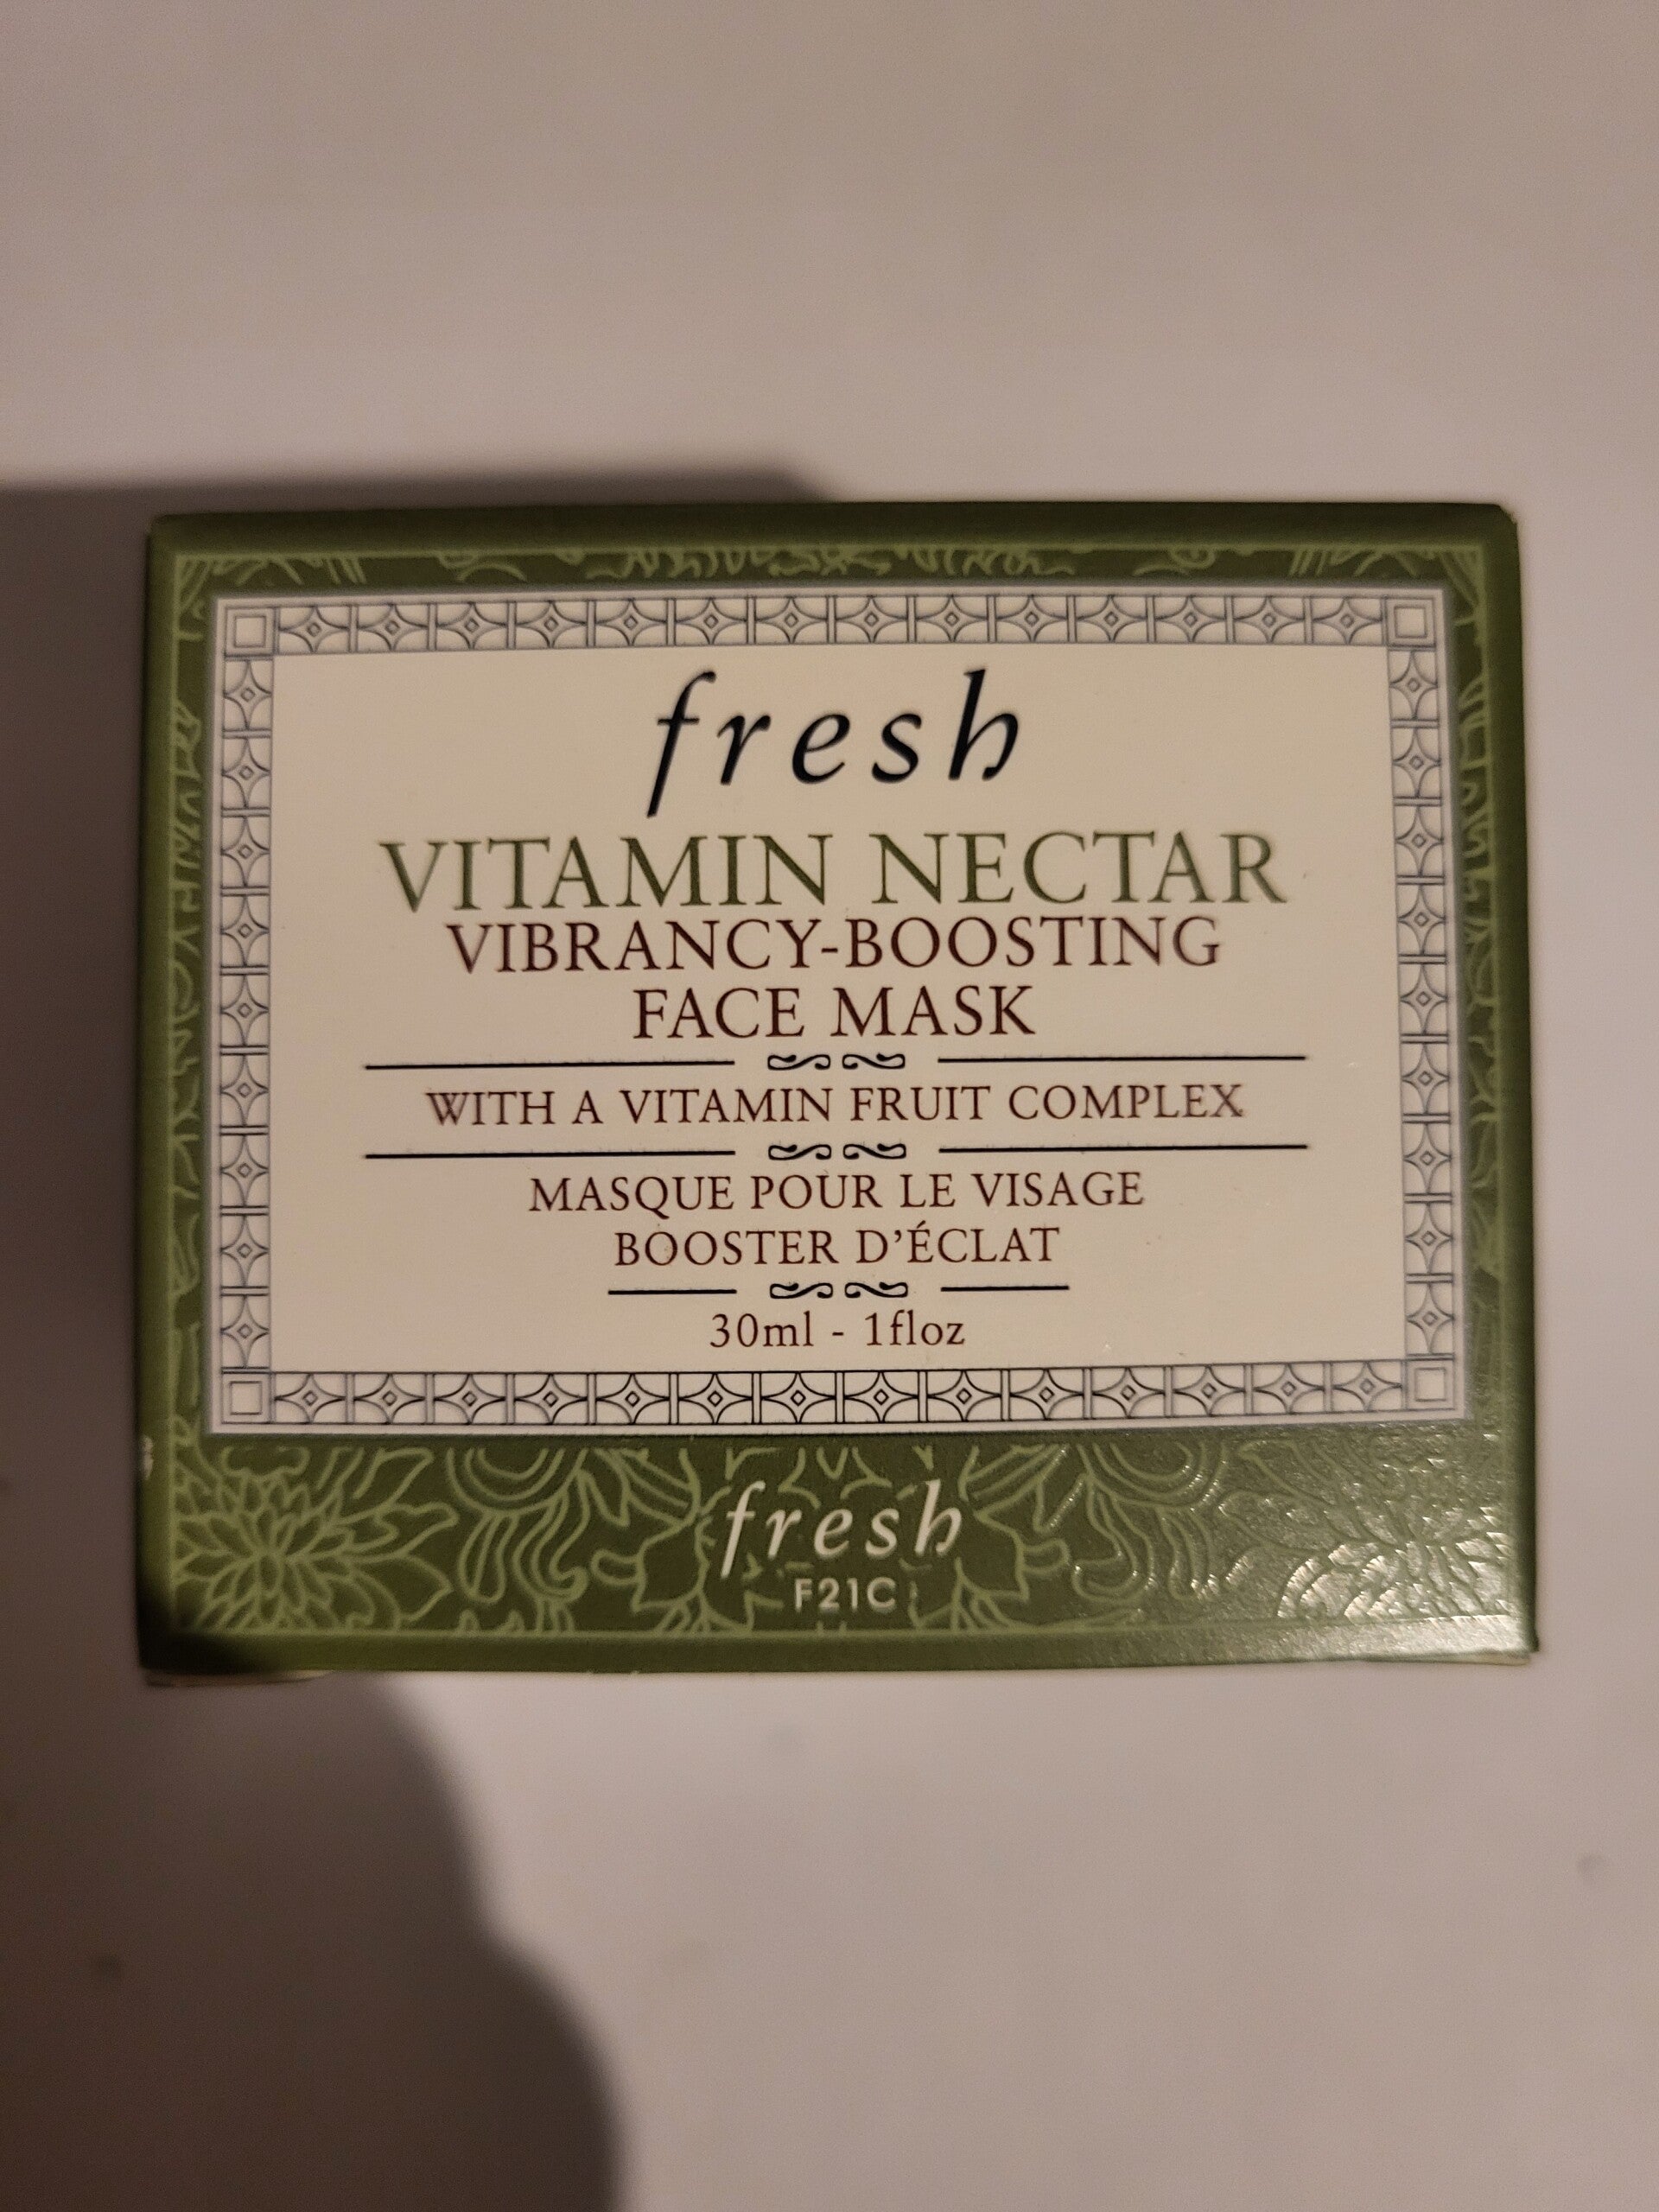 fresh
VITAMIN NECTAR
VIBRANCY-BOOSTING
FACE MASK
WITH A VITAMIN FRUIT COMPLEX
MASQUE POUR LE VISAGE
BOOSTER D'ÉCLAT
30ml - 1floz
fresh
F21C